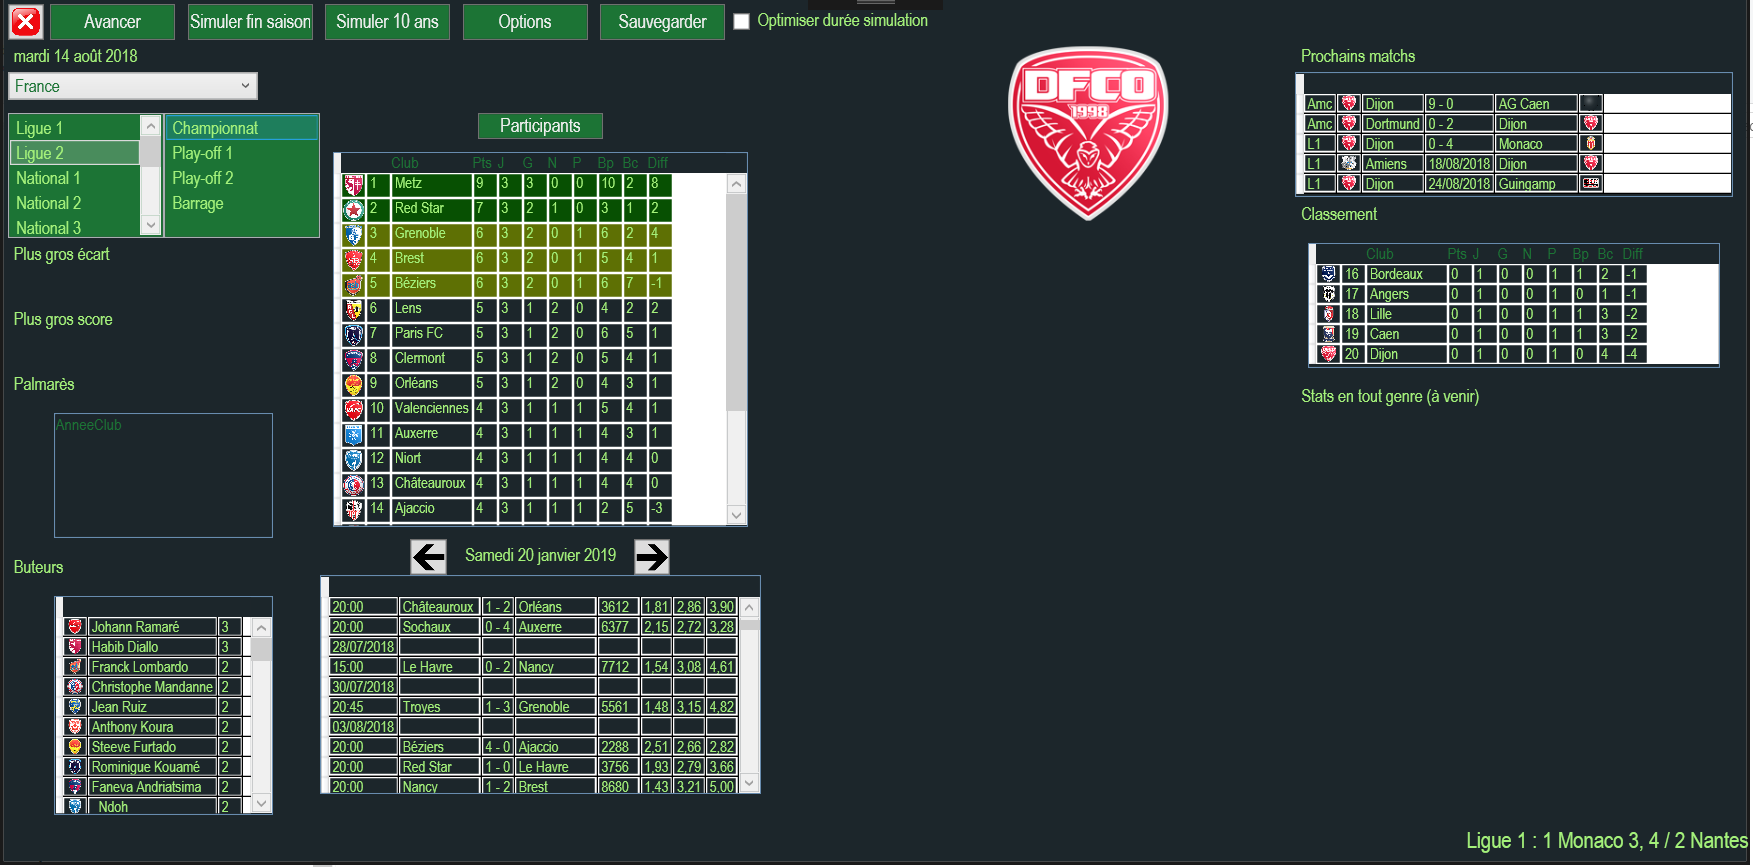 Avancer Simuler fin saison Simuler 10 ans Options Sauvegarder Optimiser durée simulation
mardi 14 août 2018
France
Ligue 1
Ligue 2
National 1
National 2
National 3
Championnat
Play-off 1
Play-off 2
Barrage
Plus gros écart
Plus gros score
Palmarès
AnneeClub
Buteurs
Johann Ramaré 3
Habib Diallo 3
Franck Lombardo 2
Christophe Mandanne 2
Jean Ruiz 2
Anthony Koura 2
Steeve Furtado 2
Rominigue Kouamé 2
Faneva Andriatsima 2
Ndoh 2
Participants
Club Pts J G N P Bp Bc Diff
1 Metz 9 3 3 0 0 10 2 8
2 Red Star 7 3 2 1 0 3 1 2
3 Grenoble 6 3 2 0 1 6 2 4
4 Brest 6 3 2 0 1 5 4 1
5 Béziers 6 3 2 0 1 6 7 -1
6 Lens 5 3 1 2 0 4 2 2
7 Paris FC 5 3 1 2 0 6 5 1
8 Clermont 5 3 1 2 0 5 4 1
9 Orléans 5 3 1 2 0 4 3 1
10 Valenciennes 4 3 1 1 1 5 4 1
11 Auxerre 4 3 1 1 1 4 3 1
12 Niort 4 3 1 1 1 4 4 0
13 Châteauroux 4 3 1 1 1 4 4 0
14 Ajaccio 4 3 1 1 1 2 5 -3
Samedi 20 janvier 2019
20:00 Châteauroux 1 - 2 Orléans 3612 1,81 2,86 3,90
20:00 Sochaux 0 - 4 Auxerre 6377 2,15 2,72 3,28
28/07/2018
15:00 Le Havre 0 - 2 Nancy 7712 1,54 3,08 4,61
30/07/2018
20:45 Troyes 1 - 3 Grenoble 5561 1,48 3,15 4,82
03/08/2018
20:00 Béziers 4 - 0 Ajaccio 2288 2,51 2,66 2,82
20:00 Red Star 1 - 0 Le Havre 3756 1,93 2,79 3,66
20:00 Nancy 1 - 2 Brest 8680 1,43 3,21 5,00
DFCO
1998
Prochains matchs
Amc Dijon 9 - 0 AG Caen
Amc Dortmund 0 - 2 Dijon
L1 Dijon 0 - 4 Monaco
L1 Amiens 18/08/2018 Dijon
L1 Dijon 24/08/2018 Guingamp
Classement
Club Pts J G N P Bp Bc Diff
16 Bordeaux 0 1 0 0 1 1 2 -1
17 Angers 0 1 0 0 1 0 1 -1
18 Lille 0 1 0 0 1 1 3 -2
19 Caen 0 1 0 0 1 1 3 -2
20 Dijon 0 1 0 0 1 0 4 -4
Stats en tout genre (à venir)
Ligue 1 : 1 Monaco 3, 4 / 2 Nantes